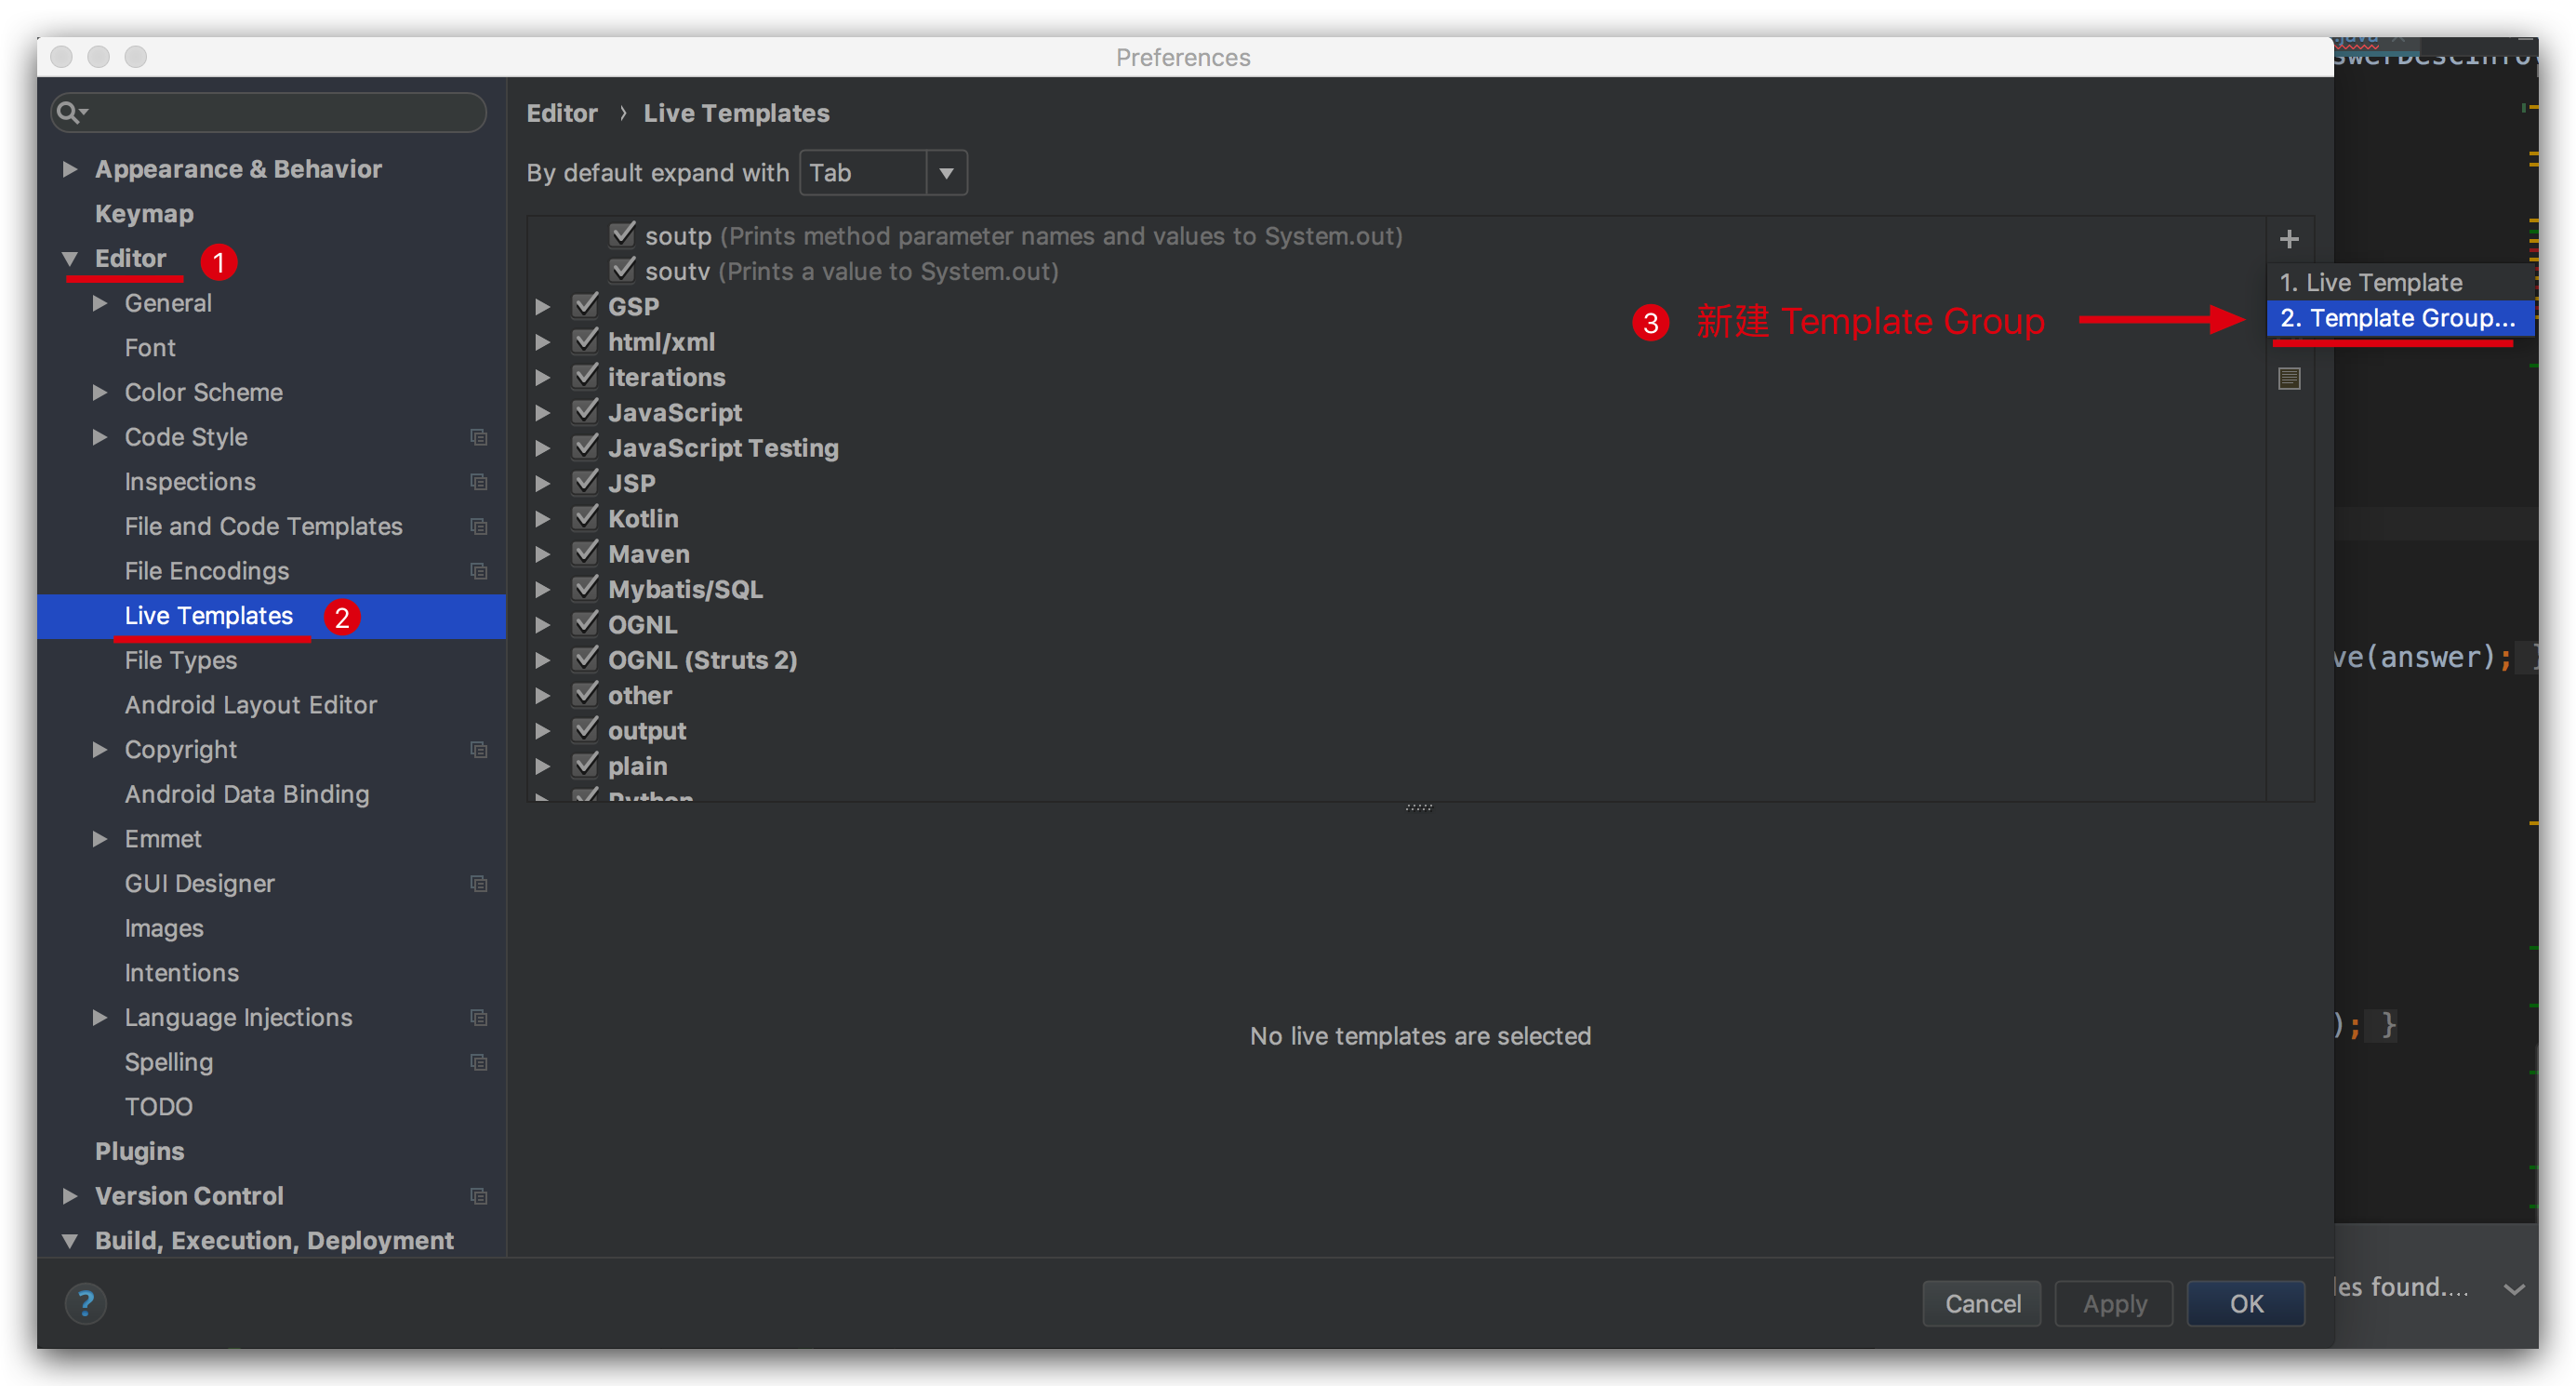 Preferences
Appearance & Behavior
Keymap
Editor 1
General
Font
Color Scheme
Code Style
Inspections
File and Code Templates
File Encodings
Live Templates 2
File Types
Android Layout Editor
Copyright
Android Data Binding
Emmet
GUI Designer
Images
Intentions
Language Injections
Spelling
TODO
Plugins
Version Control
Build, Execution, Deployment
Editor › Live Templates
By default expand with Tab
soutp (Prints method parameter names and values to System.out)
soutv (Prints a value to System.out)
GSP
html/xml
iterations
JavaScript
JavaScript Testing
JSP
Kotlin
Maven
Mybatis/SQL
OGNL
OGNL (Struts 2)
other
output
plain
Python
3 新建 Template Group
1. Live Template
2. Template Group...
No live templates are selected
? Cancel Apply OK
.java
ve(answer); }
); }
les found....